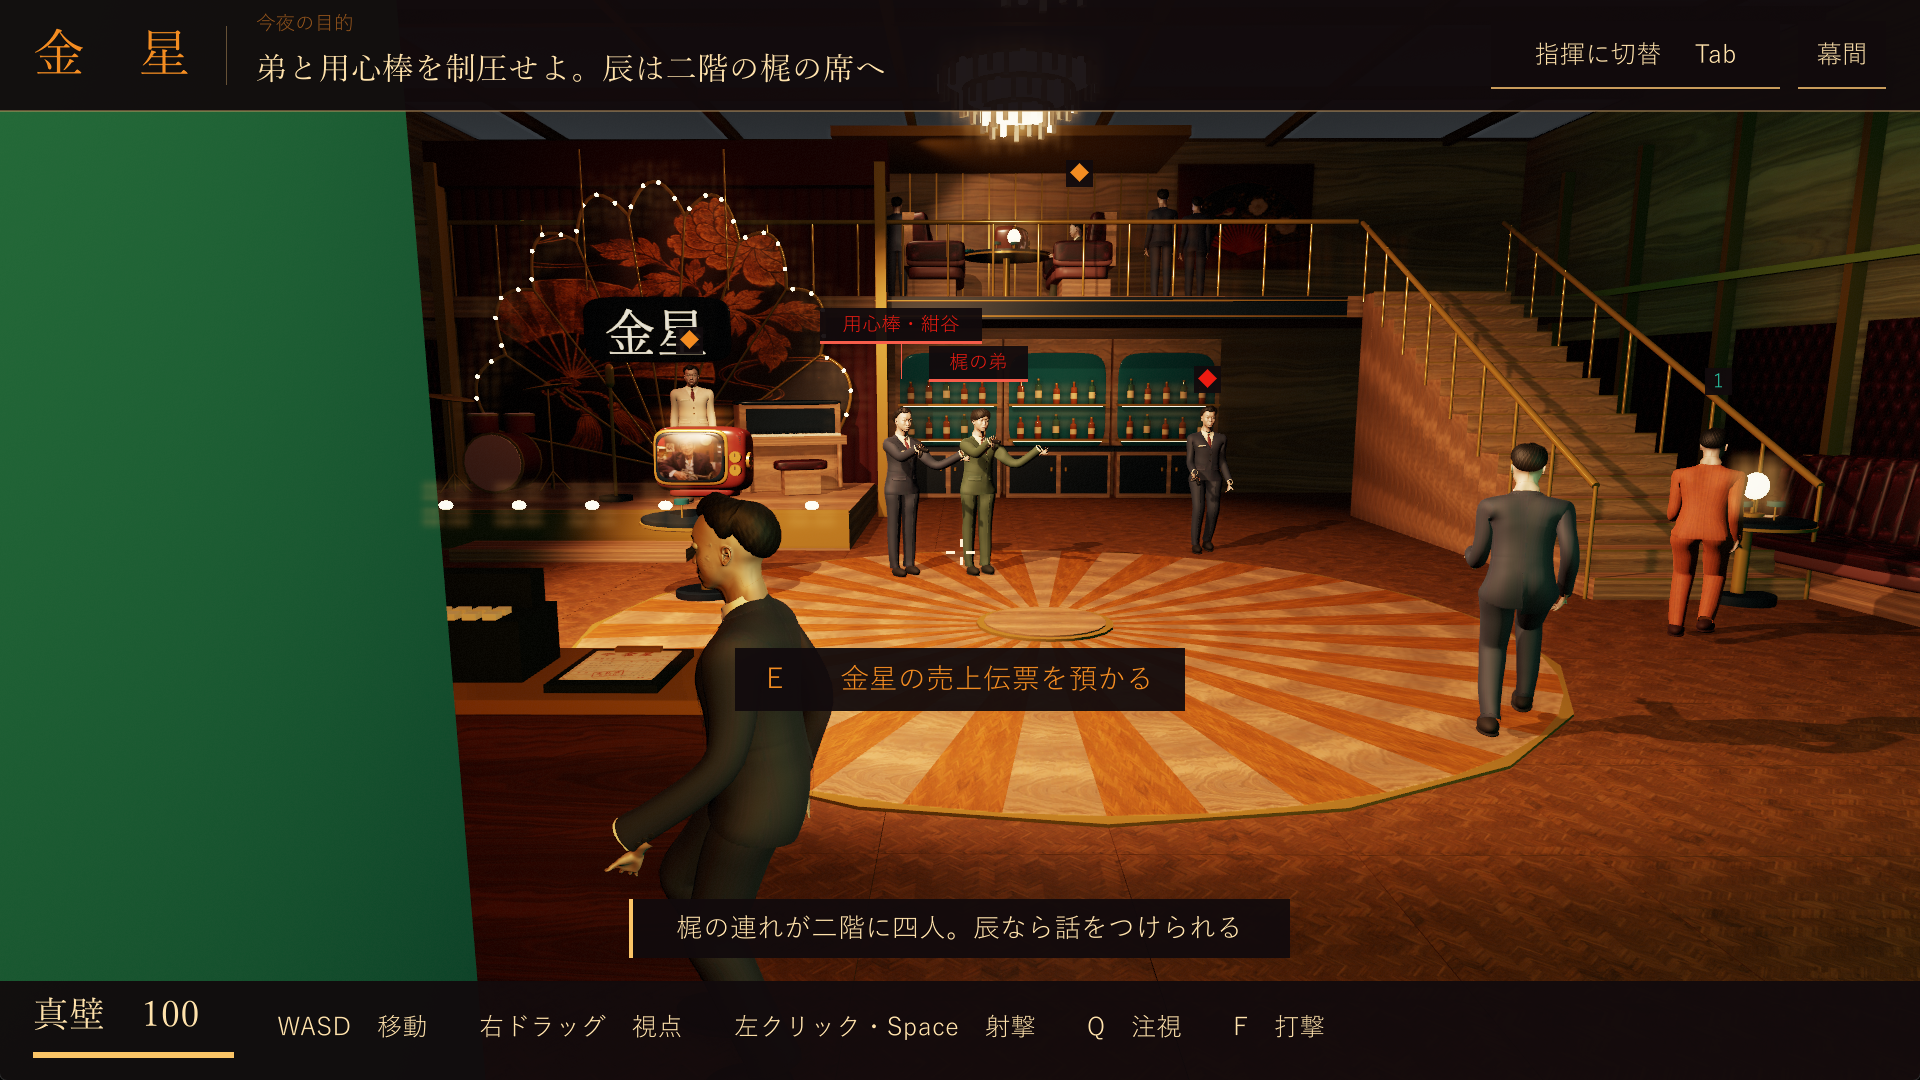 金 星
今夜の目的
弟と用心棒を制圧せよ。辰は二階の梶の席へ
指揮に切替 Tab
幕間
金星
用心棒・紺谷
梶の弟
1
E 金星の売上伝票を預かる
梶の連れが二階に四人。辰なら話をつけられる
真壁 100
WASD 移動 右ドラッグ 視点 左クリック・Space 射撃 Q 注視 F 打撃